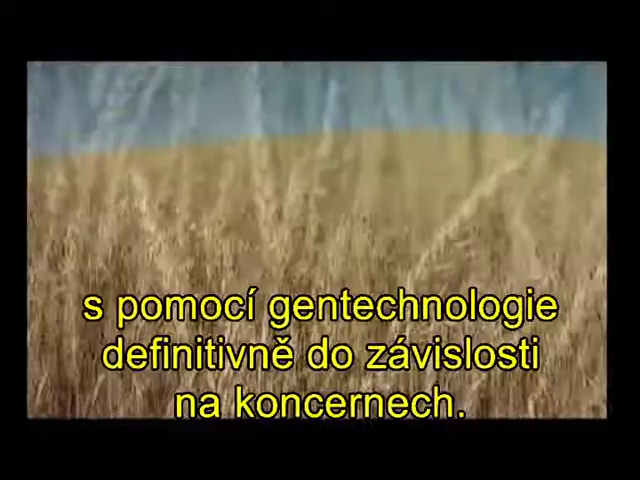 s pomocí gentechnologie
definitivně do závislosti
na koncernech.